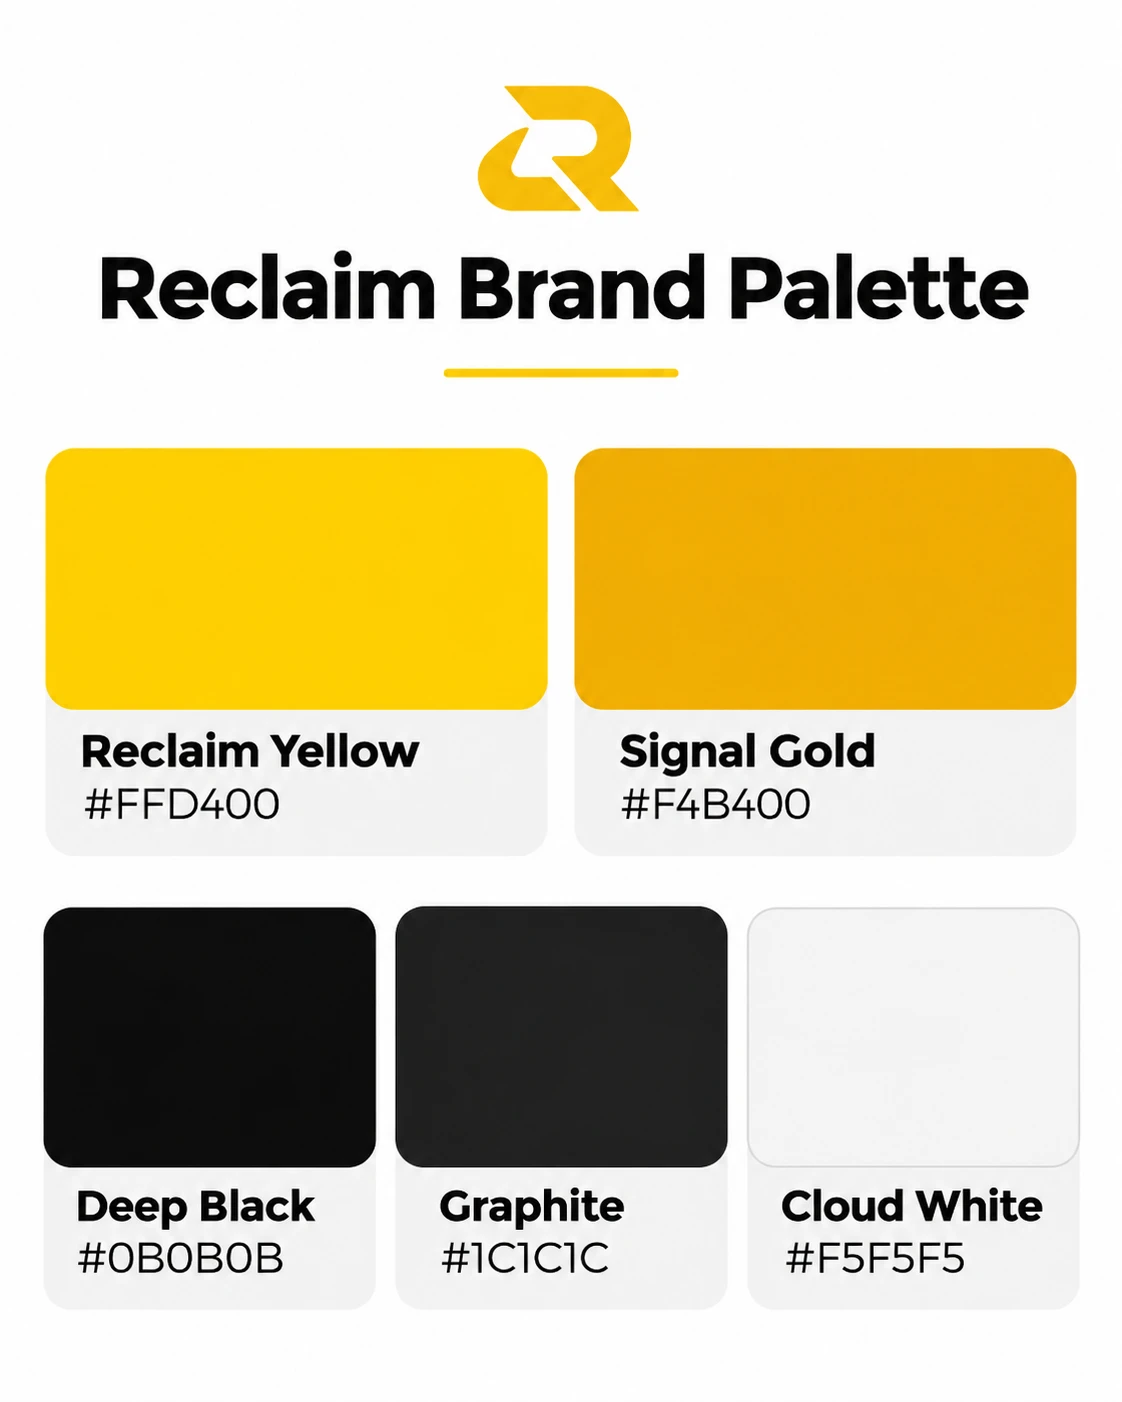 Reclaim Brand Palette
Reclaim Yellow
#FFD400
Signal Gold
#F4B400
Deep Black
#0B0B0B
Graphite
#1C1C1C
Cloud White
#F5F5F5